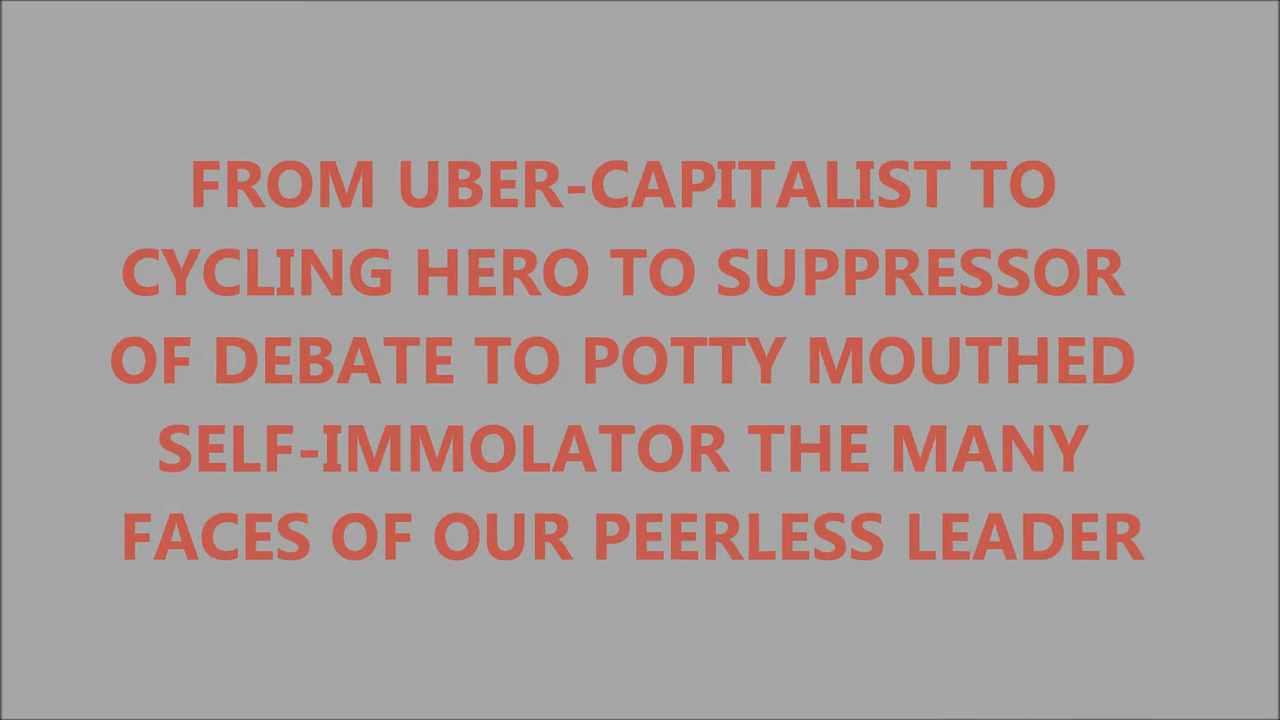 FROM UBER-CAPITALIST TO
CYCLING HERO TO SUPPRESSOR
OF DEBATE TO POTTY MOUTHED
SELF-IMMOLATOR THE MANY
FACES OF OUR PEERLESS LEADER